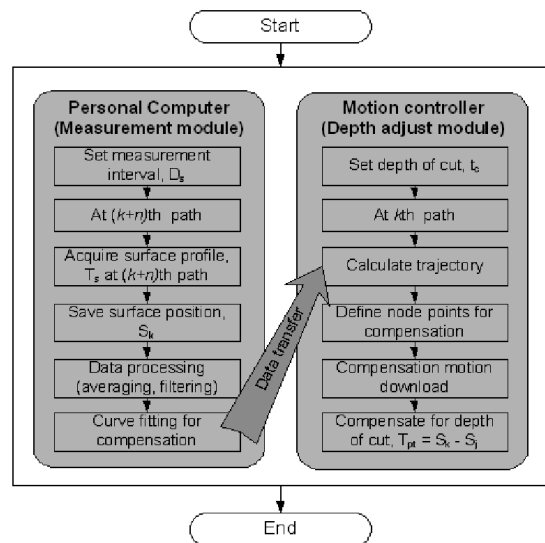 Start
Personal Computer
(Measurement module)
Set measurement
interval, Ds
At (k+n)th path
Acquire surface profile,
Ts at (k+n)th path
Save surface position,
Sk
Data processing
(averaging, filtering)
Curve fitting for
compensation
Data transfer
Motion controller
(Depth adjust module)
Set depth of cut, tc
At kth path
Calculate trajectory
Define node points for
compensation
Compensation motion
download
Compensate for depth
of cut, Tpt = Sk - Sj
End